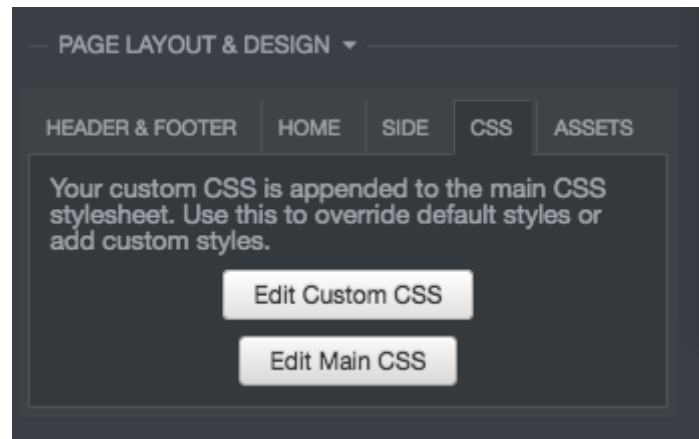 PAGE LAYOUT & DESIGN
HEADER & FOOTER HOME SIDE CSS ASSETS
Your custom CSS is appended to the main CSS
stylesheet. Use this to override default styles or
add custom styles.
Edit Custom CSS
Edit Main CSS